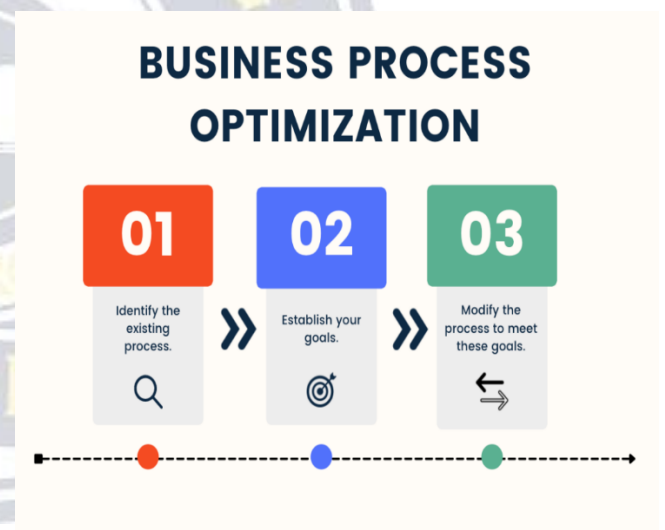 BUSINESS PROCESS
OPTIMIZATION
01
Identify the
existing
process.
02
Establish your
goals.
03
Modify the
process to meet
these goals.